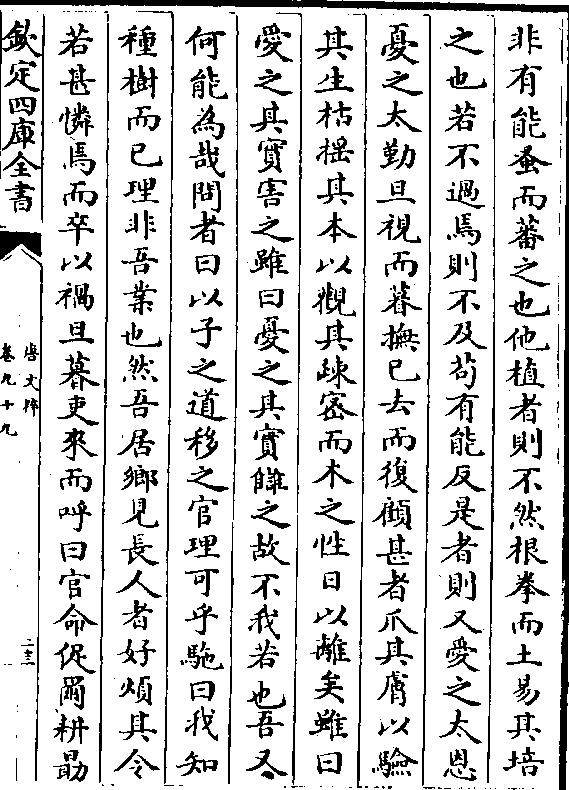 非有能蚤而蕃之也他植者則不然根拳而土易其培
之也若不過焉則不及苟有能反是者則又愛之太恩
憂之太勤旦視而暮撫已去而復顧甚者爪其膚以驗
其生枯揺其本以觀其疎密而木之性日以離矣雖曰
愛之其實害之雖曰憂之其實讎之故不我若也吾又
何能為哉問者曰以子之道移之官理可乎駞曰我知
種樹而已理非吾業也然吾居鄉見長人者好煩其令
若甚憐焉而卒以禍旦暮吏來而呼曰官命促爾耕勗
欽定四庫全書
唐文粹
卷九十九